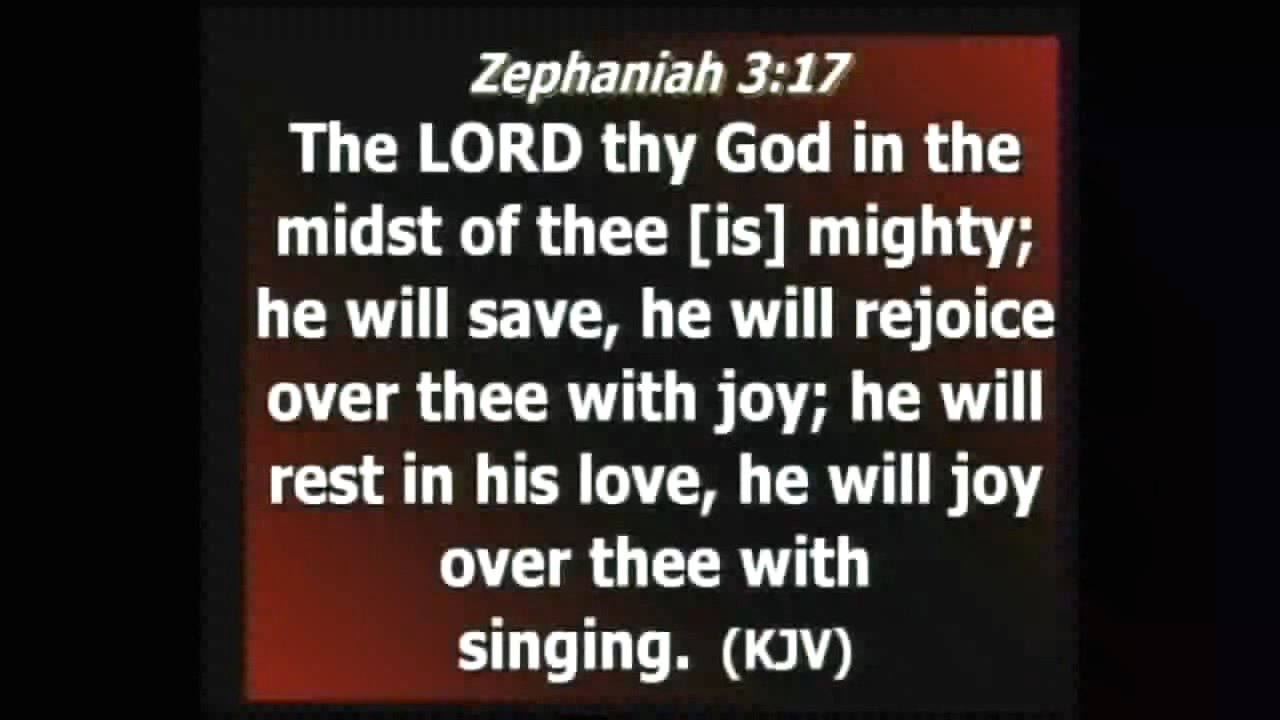 Zephaniah 3:17
The LORD thy God in the
midst of thee [is] mighty;
he will save, he will rejoice
over thee with joy; he will
rest in his love, he will joy
over thee with
singing. (KJV)